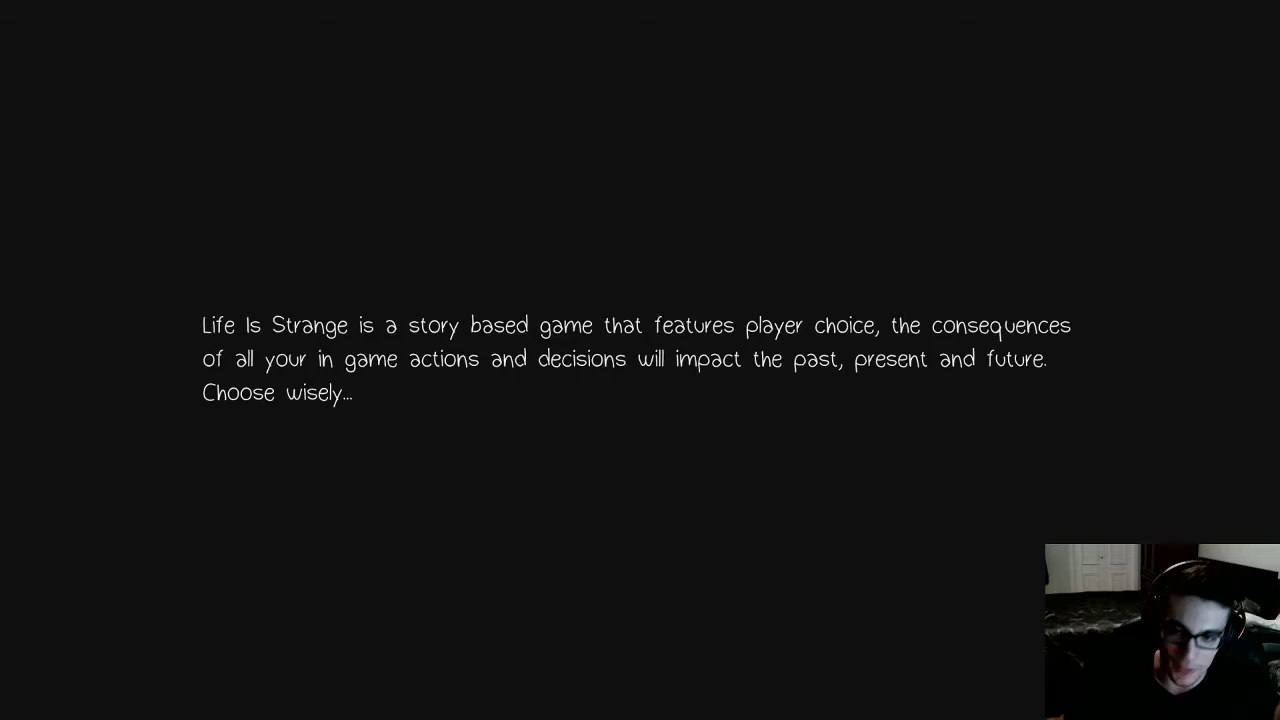 Life Is Strange is a story based game that features player choice, the consequences
of all your in game actions and decisions will impact the past, present and future.
Choose wisely...